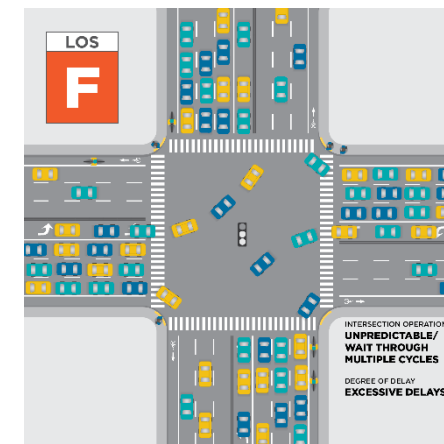 LOS
F
INTERSECTION OPERATION
UNPREDICTABLE/
WAIT THROUGH
MULTIPLE CYCLES
DEGREE OF DELAY
EXCESSIVE DELAYS